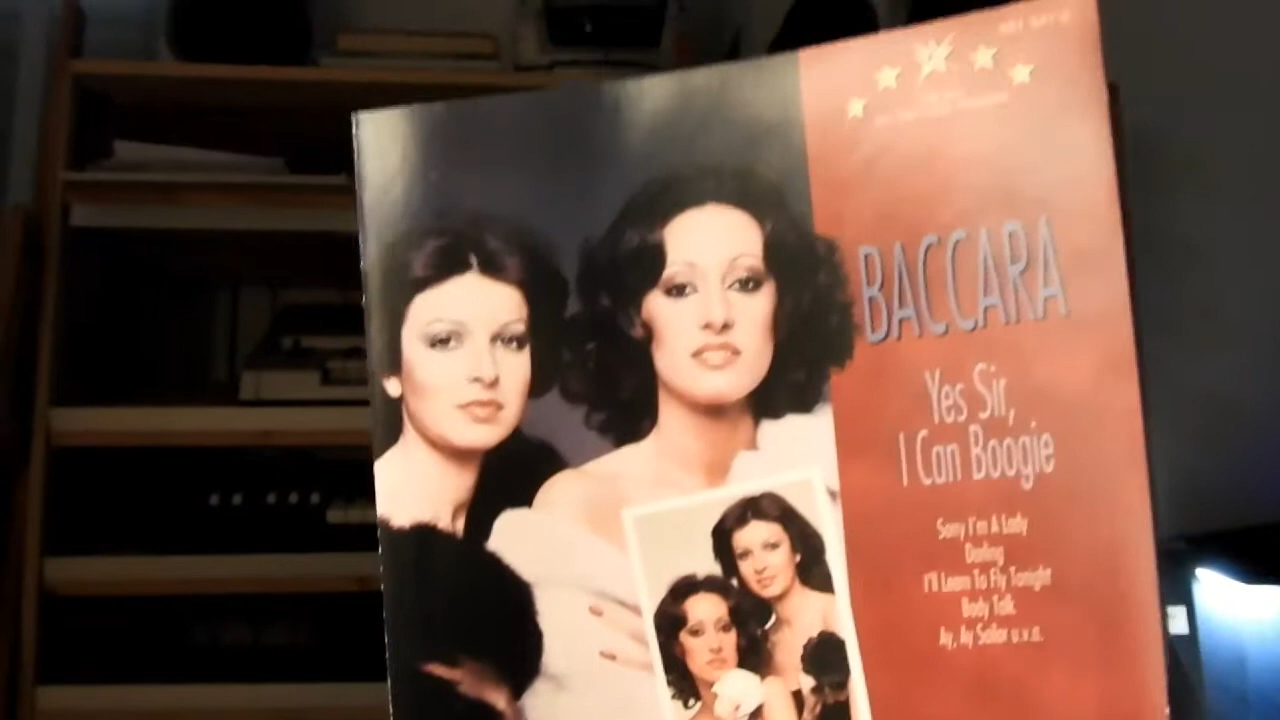 BACCARA
Yes Sir,
I Can Boogie
Sorry I'm A Lady
Darling
I'll Learn To Fly Tonight
Body Talk
Ay, Ay Sailor u.v.a.